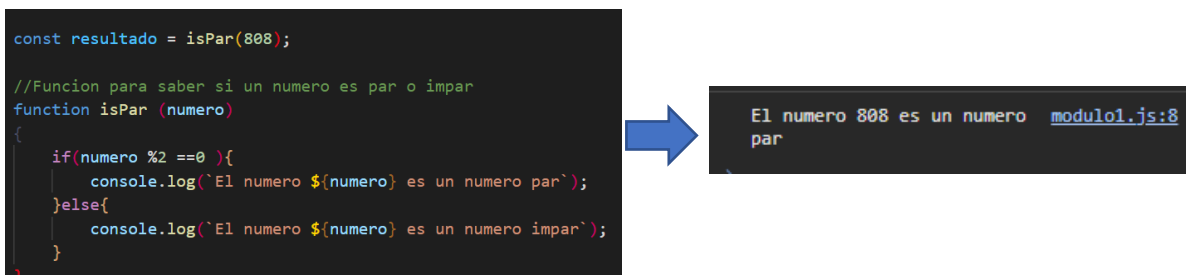 const resultado = isPar(808);
//Funcion para saber si un numero es par o impar
function isPar (numero)
{
if(numero %2 ==0 ){
console.log(`El numero ${numero} es un numero par`);
}else{
console.log(`El numero ${numero} es un numero impar`);
}
}
El numero 808 es un numero modulo1.js:8
par